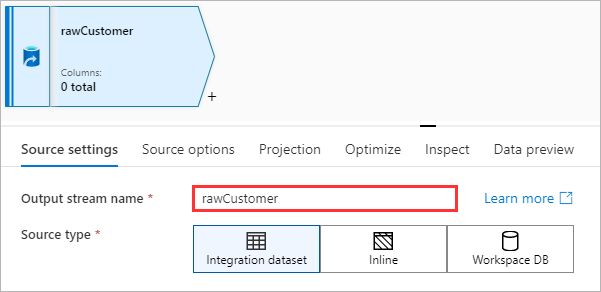 rawCustomer
Columns:
0 total
+
Source settings Source options Projection Optimize Inspect Data preview
Output stream name * rawCustomer Learn more
Source type * Integration dataset Inline Workspace DB